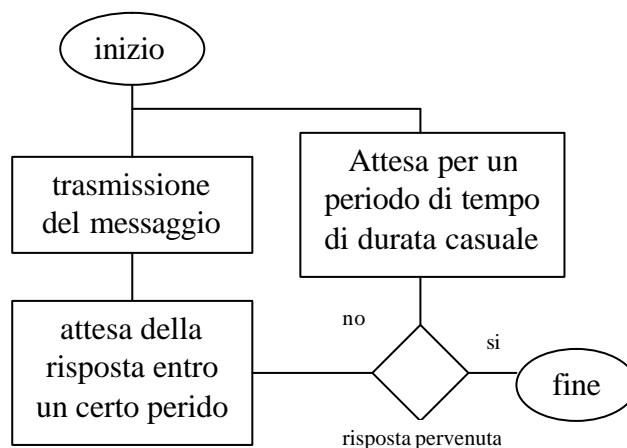 inizio
trasmissione
del messaggio
Attesa per un
periodo di tempo
di durata casuale
attesa della
risposta entro
un certo perido
no
si
fine
risposta pervenuta